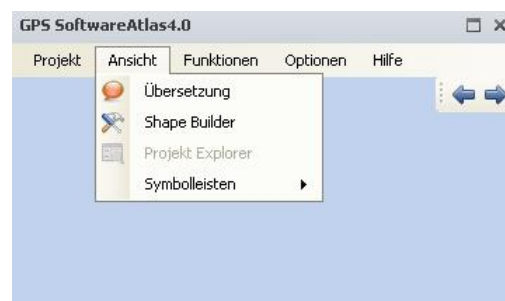 GPS SoftwareAtlas4.0
Projekt Ansicht Funktionen Optionen Hilfe
Übersetzung
Shape Builder
Projekt Explorer
Symbolleisten